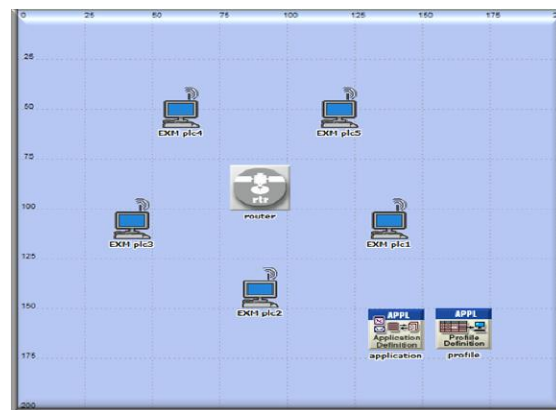 0 25 50 75 100 125 150 175
25
50
EXM plc4 EXM plc5
75
rtr
router
100
EXM plc3 EXM plc1
125
EXM plc2
150
APPL APPL
Application Definition
Profile Definition
application profile
175
200